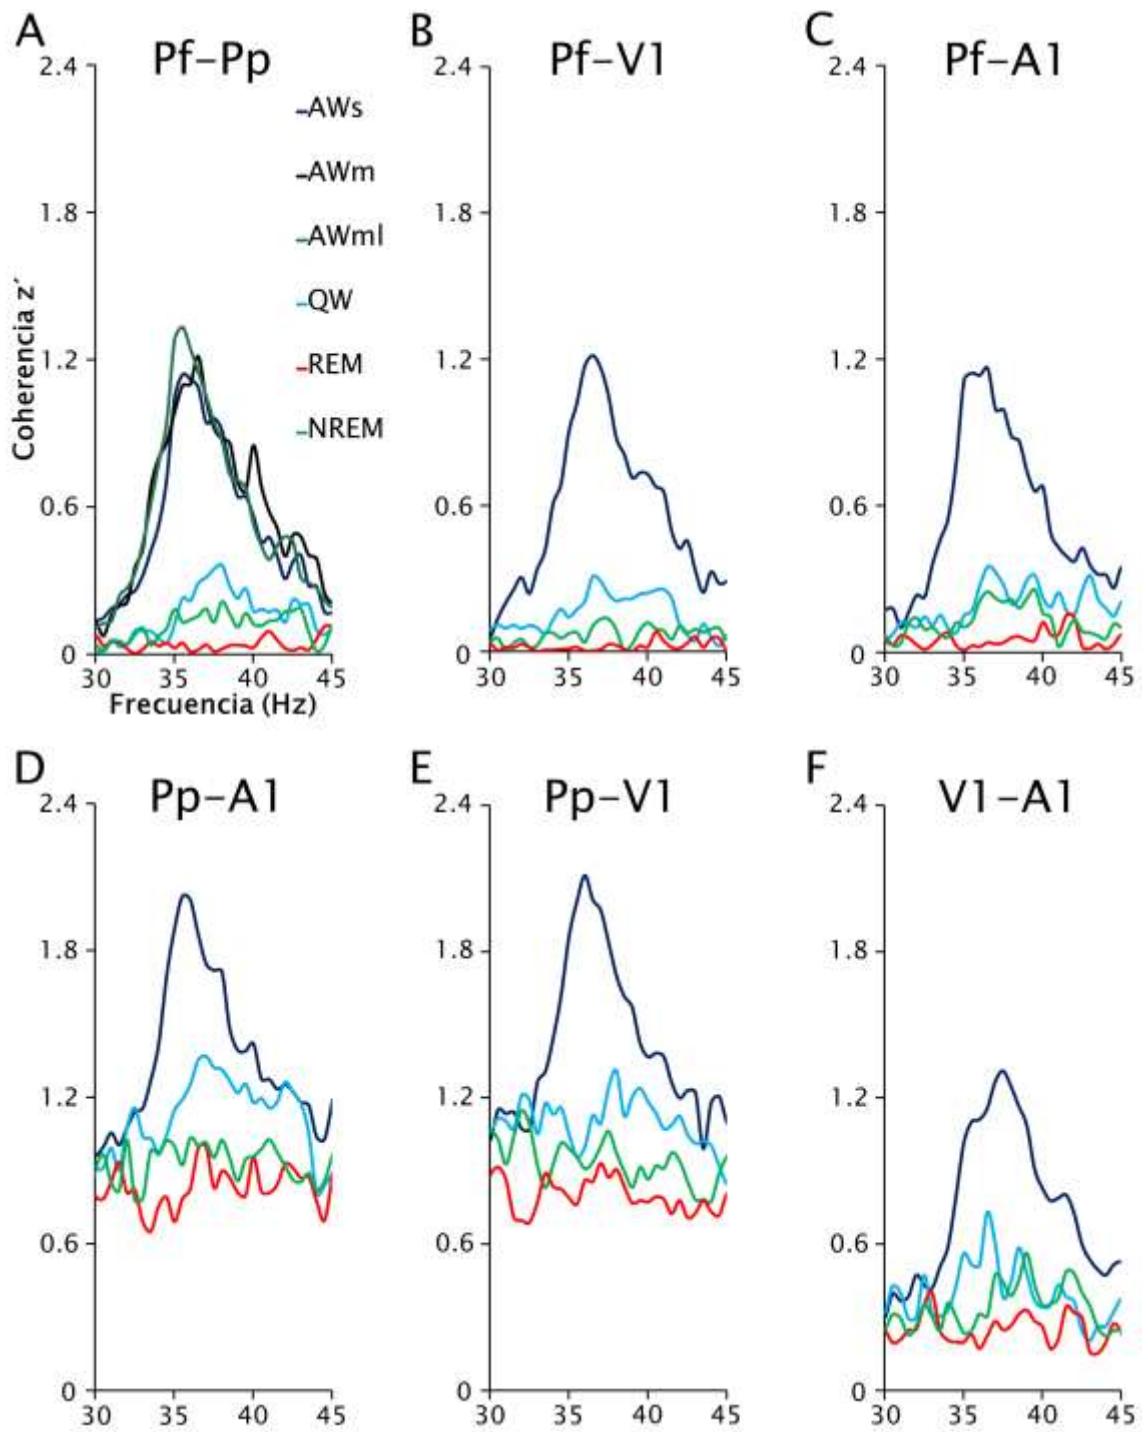 A
Pf-Pp
B
Pf-V1
C
Pf-A1
2.4
1.8
1.2
0.6
0
Coherencia z´
-AWs
-AWm
-AWml
-QW
-REM
-NREM
30 35 40 45
Frecuencia (Hz)
2.4
1.8
1.2
0.6
0
30 35 40 45
2.4
1.8
1.2
0.6
0
30 35 40 45
D
Pp-A1
E
Pp-V1
F
V1-A1
2.4
1.8
1.2
0.6
0
30 35 40 45
2.4
1.8
1.2
0.6
0
30 35 40 45
2.4
1.8
1.2
0.6
0
30 35 40 45